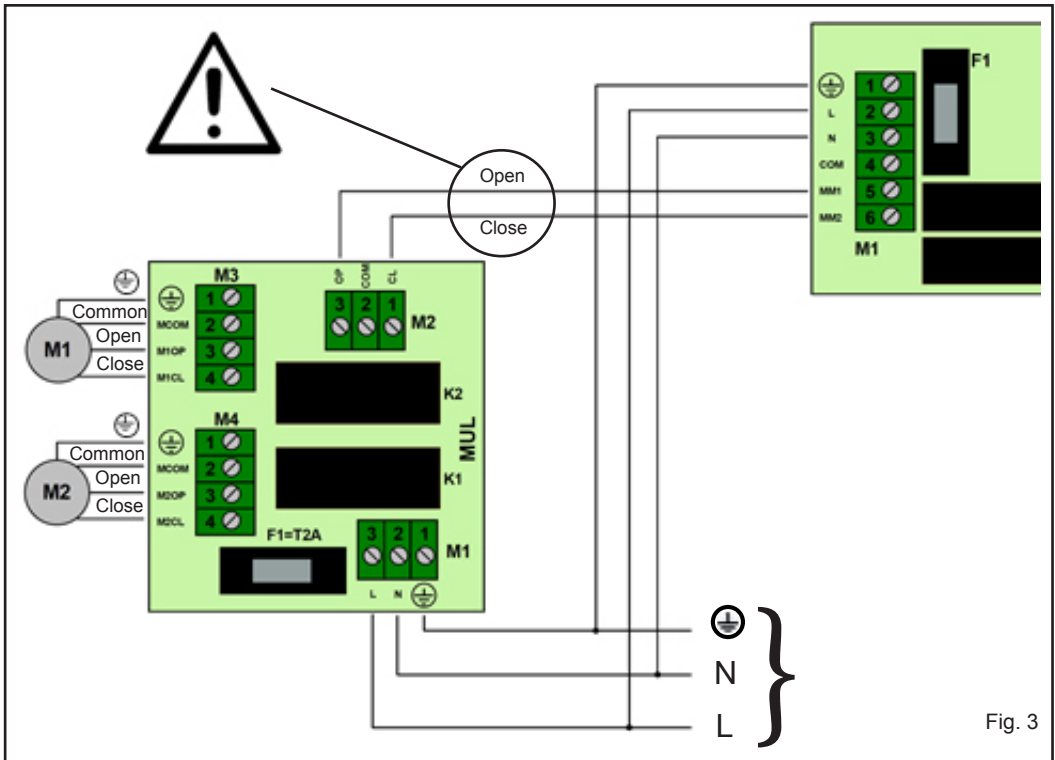 F1
1
L 2
N 3
COM 4
MM1 5
MM2 6
M1
Open
Close
OP COM CL
3 2 1
M2
M3
1
Common
MCOM 2
Open
M1OP 3
Close
M1CL 4
M1
K2
MUL
M4
1
Common
MCOM 2
Open
M2OP 3
Close
M2CL 4
M2
K1
F1=T2A
3 2 1
M1
L N
N
L
Fig. 3